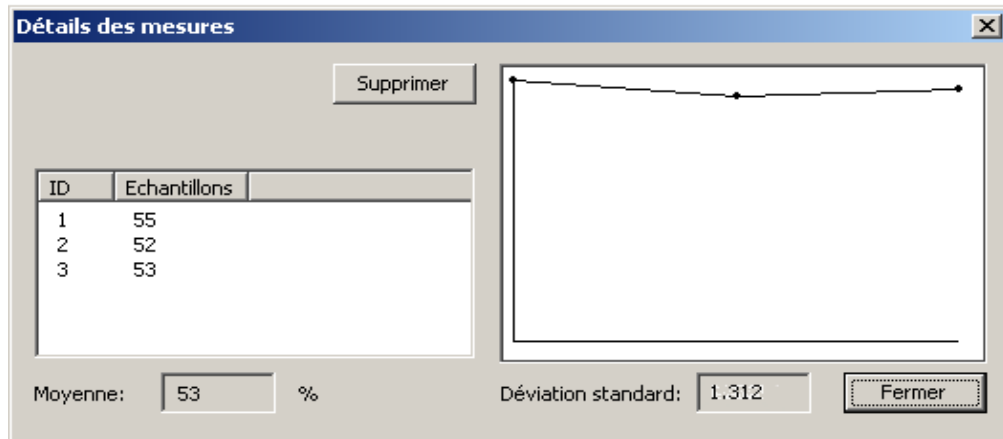 Détails des mesures
Supprimer
ID Echantillons
1 55
2 52
3 53
Moyenne: 53 %
Déviation standard: 1.312
Fermer